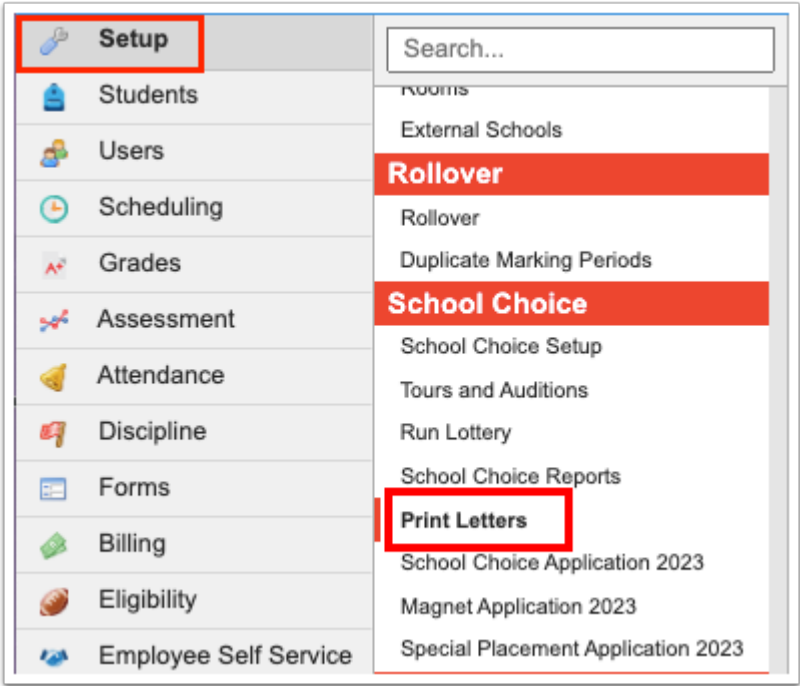 Setup
Students
Users
Scheduling
Grades
Assessment
Attendance
Discipline
Forms
Billing
Eligibility
Employee Self Service
Search...
Rooms
External Schools
Rollover
Rollover
Duplicate Marking Periods
School Choice
School Choice Setup
Tours and Auditions
Run Lottery
School Choice Reports
Print Letters
School Choice Application 2023
Magnet Application 2023
Special Placement Application 2023